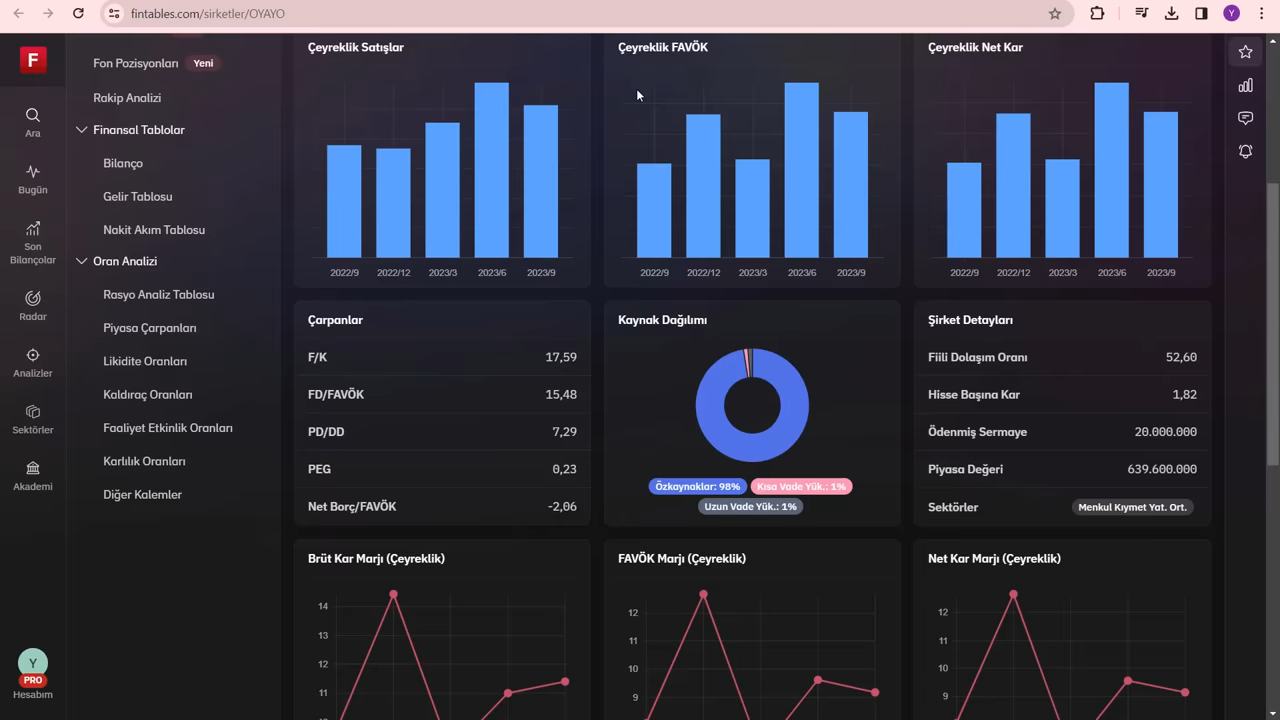 fintables.com/sirketler/OYAYO
Y
F
Ara
Bugün
Son
Bilançolar
Radar
Analizler
Sektörler
Akademi
Y
PRO
Hesabım
Fon Pozisyonları Yeni
Rakip Analizi
Finansal Tablolar
Bilanço
Gelir Tablosu
Nakit Akım Tablosu
Oran Analizi
Rasyo Analiz Tablosu
Piyasa Çarpanları
Likidite Oranları
Kaldıraç Oranları
Faaliyet Etkinlik Oranları
Karlılık Oranları
Diğer Kalemler
Çeyreklik Satışlar
2022/9 2022/12 2023/3 2023/6 2023/9
Çeyreklik FAVÖK
2022/9 2022/12 2023/3 2023/6 2023/9
Çeyreklik Net Kar
2022/9 2022/12 2023/3 2023/6 2023/9
Çarpanlar
F/K 17,59
FD/FAVÖK 15,48
PD/DD 7,29
PEG 0,23
Net Borç/FAVÖK -2,06
Kaynak Dağılımı
Özkaynaklar: 98% Kısa Vade Yük.: 1%
Uzun Vade Yük.: 1%
Şirket Detayları
Fiili Dolaşım Oranı 52,60
Hisse Başına Kar 1,82
Ödenmiş Sermaye 20.000.000
Piyasa Değeri 639.600.000
Sektörler Menkul Kıymet Yat. Ort.
Brüt Kar Marjı (Çeyreklik)
14
13
12
11
FAVÖK Marjı (Çeyreklik)
12
11
10
9
Net Kar Marjı (Çeyreklik)
12
11
10
9